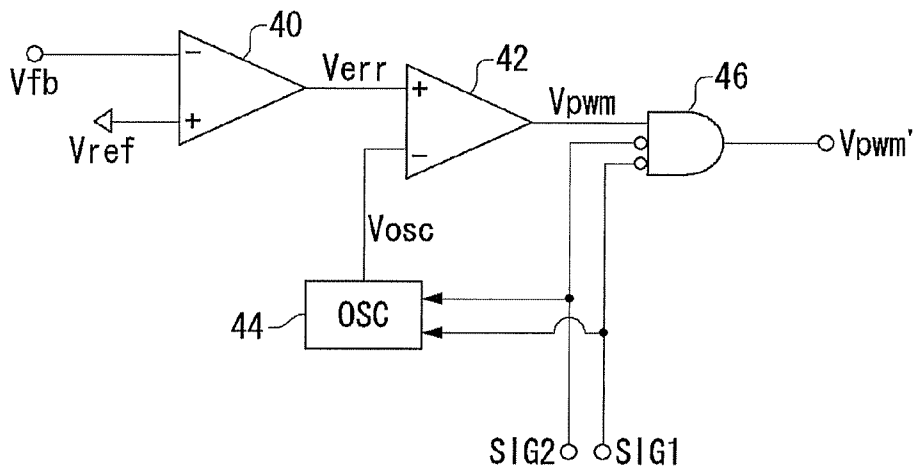 40
Vfb
−
+
Vref
Verr
42
+
−
Vpwm
46
Vpwm'
Vosc
44
OSC
SIG2
SIG1